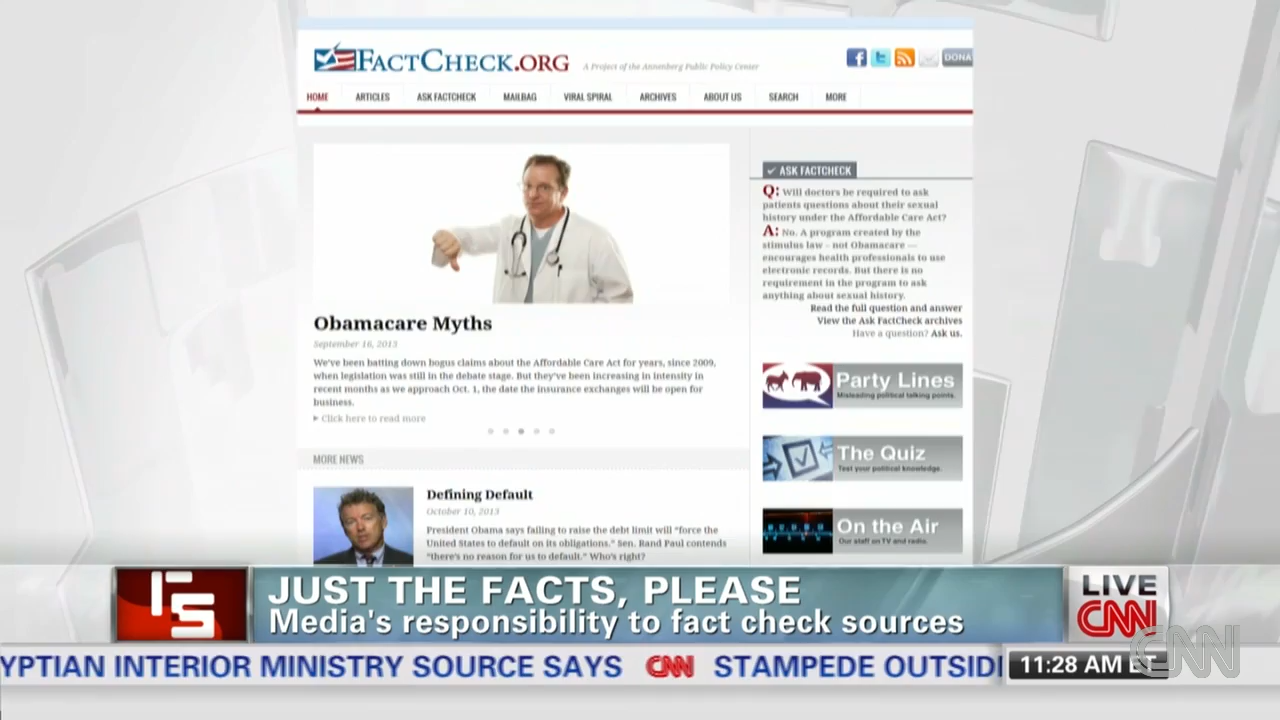 FACTCHECK.ORG
A Project of the Annenberg Public Policy Center
DONA
HOME ARTICLES ASK FACTCHECK MAILBAG VIRAL SPIRAL ARCHIVES ABOUT US SEARCH MORE
Obamacare Myths
September 16, 2013
We've been batting down bogus claims about the Affordable Care Act for years, since 2009,
when legislation was still in the debate stage. But they've been increasing in intensity in
recent months as we approach Oct. 1, the date the insurance exchanges will be open for
business.
Click here to read more
MORE NEWS
Defining Default
October 10, 2013
President Obama says failing to raise the debt limit will "force the
United States to default on its obligations." Sen. Rand Paul contends
"there's no reason for us to default." Who's right?
ASK FACTCHECK
Q: Will doctors be required to ask
patients questions about their sexual
history under the Affordable Care Act?
A: No. A program created by the
stimulus law – not Obamacare —
encourages health professionals to use
electronic records. But there is no
requirement in the program to ask
anything about sexual history.
Read the full question and answer
View the Ask FactCheck archives
Have a question? Ask us.
Party Lines
Misleading political talking points.
The Quiz
Test your political knowledge.
On the Air
Our staff on TV and radio.
rs
JUST THE FACTS, PLEASE
Media's responsibility to fact check sources
LIVE
CNN
YPTIAN INTERIOR MINISTRY SOURCE SAYS CNN STAMPEDE OUTSIDE
11:28 AM ET
CNN